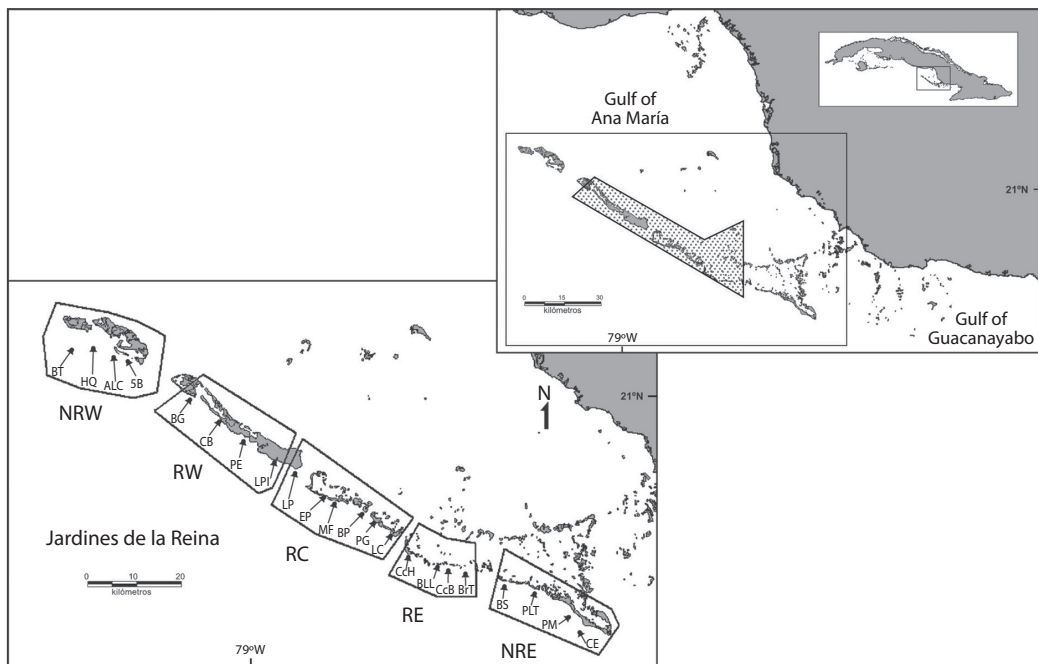 Gulf of
Ana María
21ºN
0 15 30
kilómetros
79ºW
Gulf of
Guacanayabo
BT
HQ
ALC
5B
NRW
BG
CB
PE
LPI
RW
LP
EP
MF
BP
PG
LC
RC
CcH
BLL
CcB
BrT
RE
BS
PLT
PM
CE
NRE
N
21ºN
Jardines de la Reina
0 10 20
kilómetros
79ºW